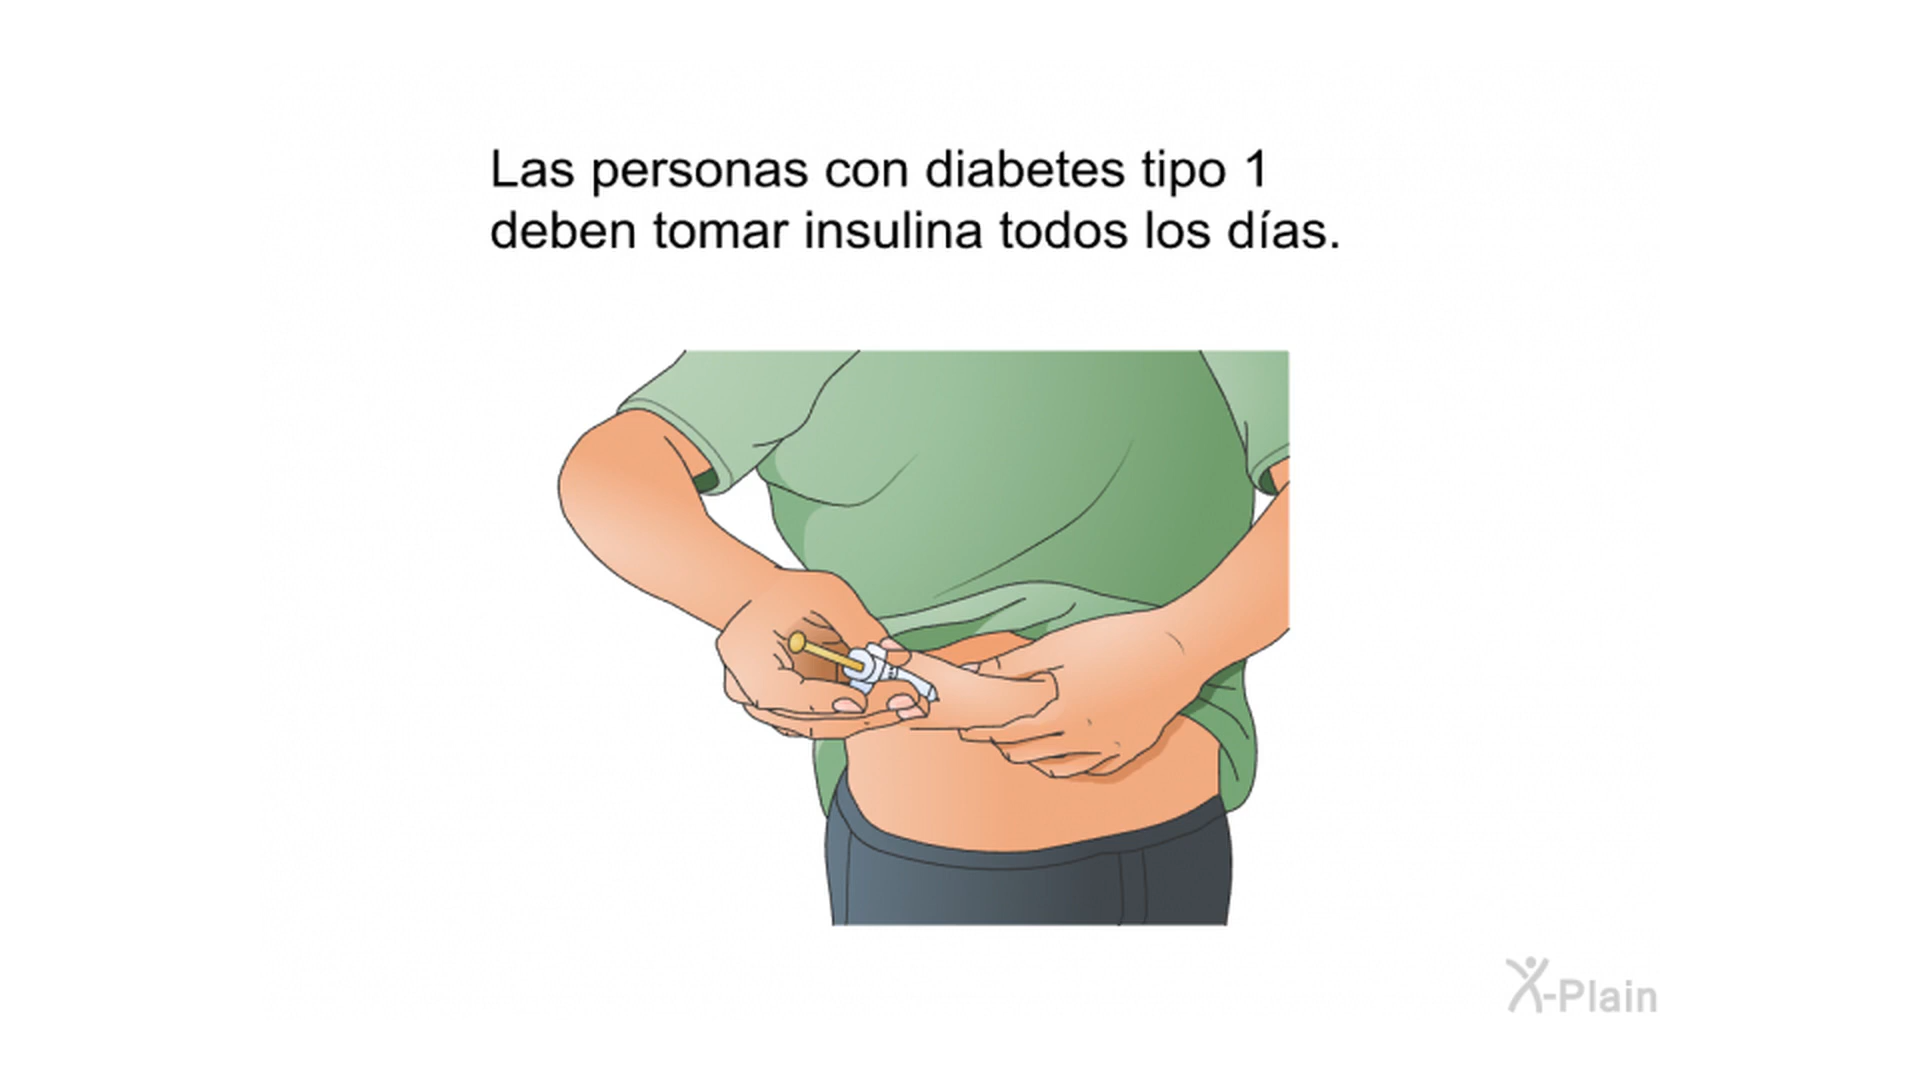 Las personas con diabetes tipo 1
deben tomar insulina todos los días.
X-Plain